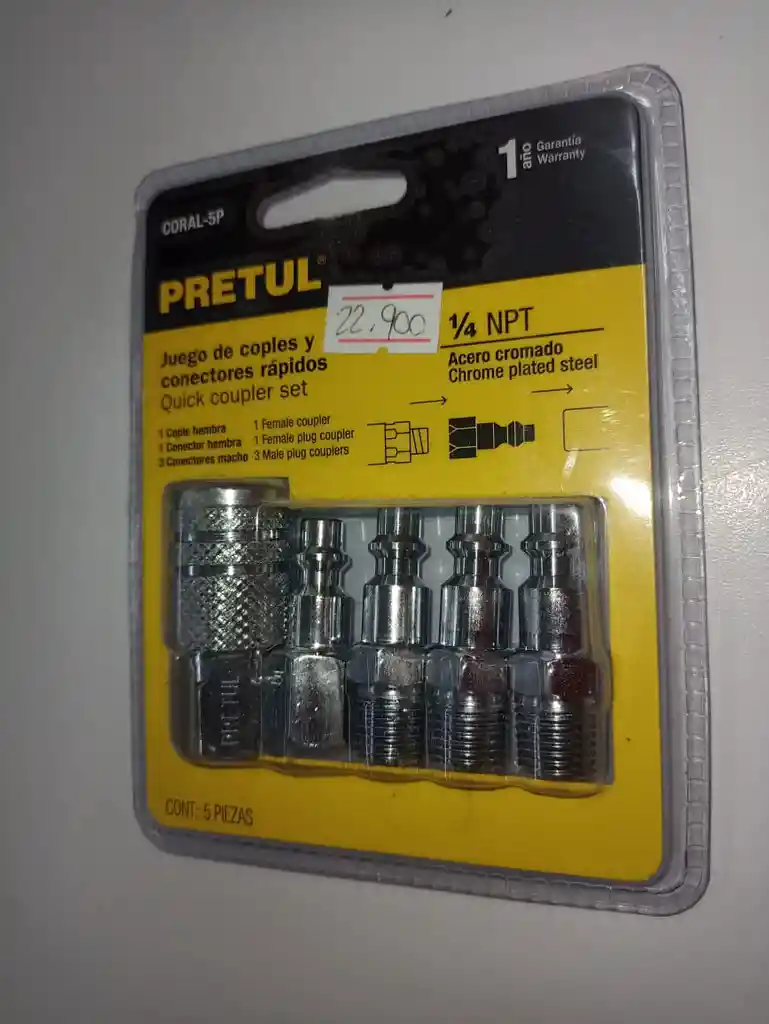 CORAL-5P
1 año
Garantía
Warranty
PRETUL®
22.900
1/4 NPT
Juego de coples y
conectores rápidos
Quick coupler set
Acero cromado
Chrome plated steel
1 Cople hembra
1 Conector hembra
3 Conectores macho
1 Female coupler
1 Female plug coupler
3 Male plug couplers
PRETUL
CONT.: 5 PIEZAS